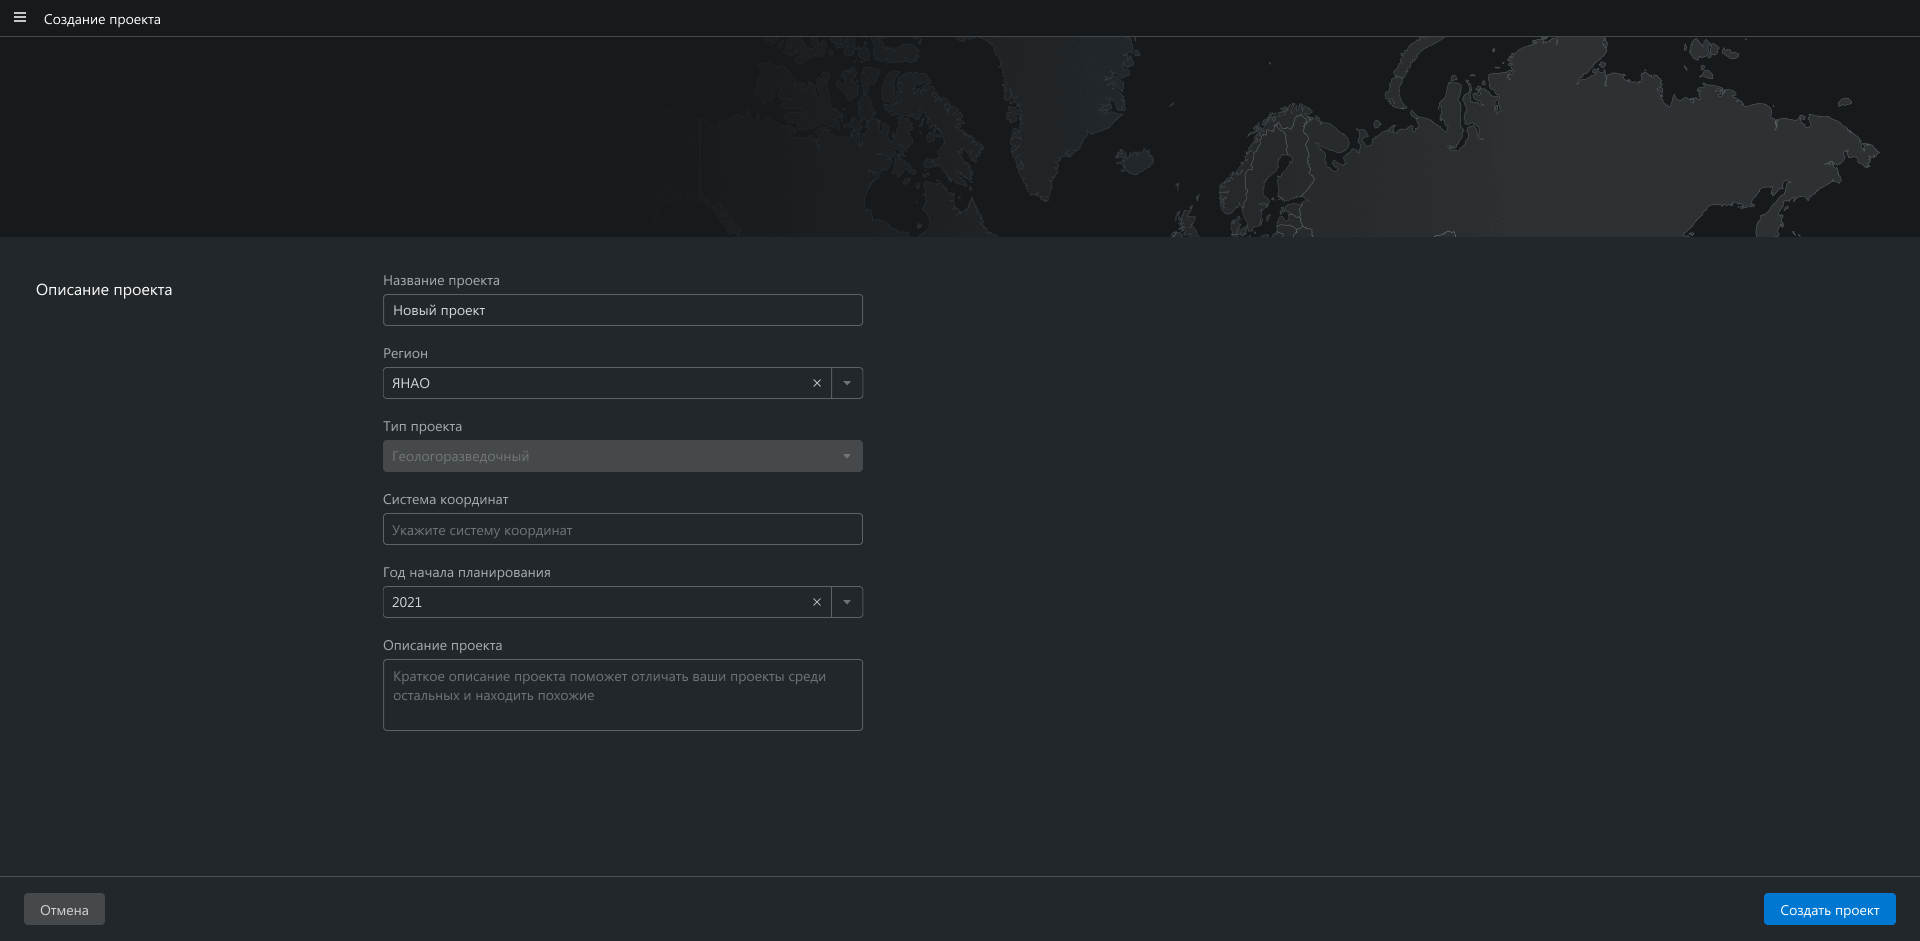 Создание проекта
Описание проекта
Название проекта
Новый проект
Регион
ЯНАО
Тип проекта
Геологоразведочный
Система координат
Укажите систему координат
Год начала планирования
2021
Описание проекта
Краткое описание проекта поможет отличать ваши проекты среди
остальных и находить похожие
Отмена
Создать проект